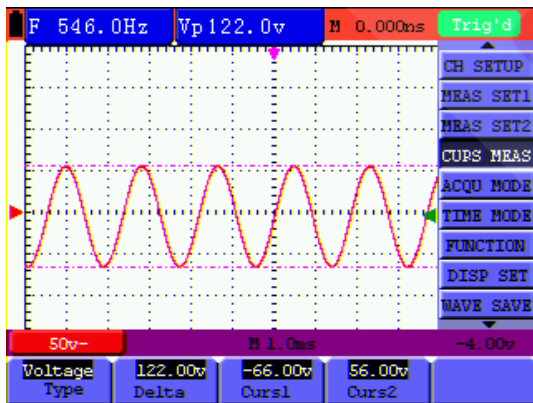 F 546.0Hz Vp122.0v M 0.000ns Trig'd
CH SETUP
MEAS SET1
MEAS SET2
CUPS MEAS
ACQU MODE
TIME MODE
FUNCTION
DISP SET
WAVE SAVE
50v~ M 1.0ms -4.00v
Voltage 122.00v -66.00v 56.00v
Type Delta Curs1 Curs2